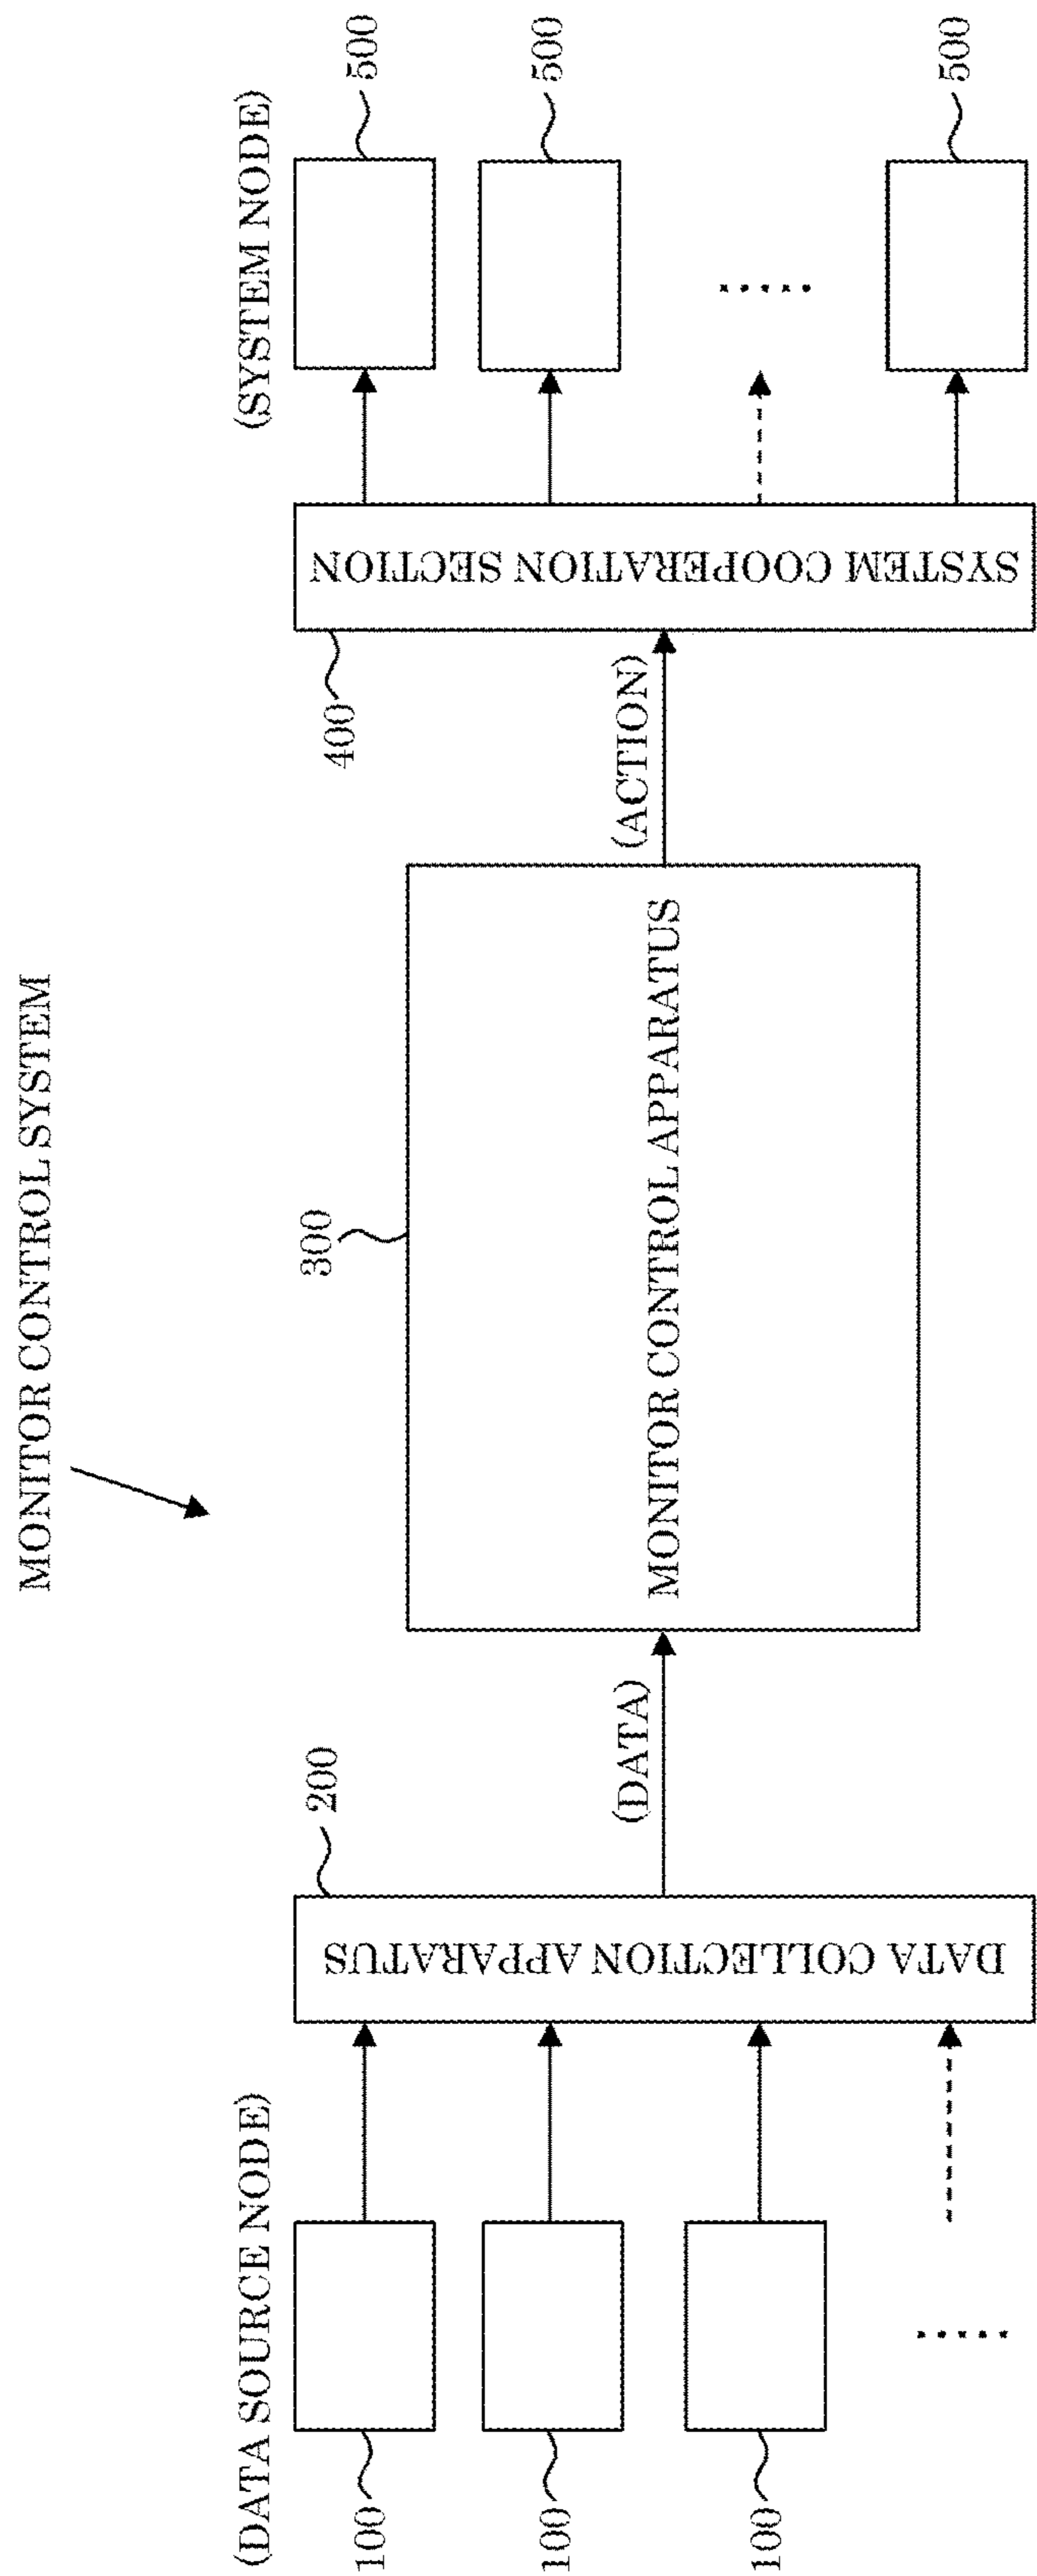 MONITOR CONTROL SYSTEM
(DATA SOURCE NODE)
100
100
100
200
DATA COLLECTION APPARATUS
(DATA)
300
MONITOR CONTROL APPARATUS
(ACTION)
400
SYSTEM COOPERATION SECTION
(SYSTEM NODE)
500
500
500